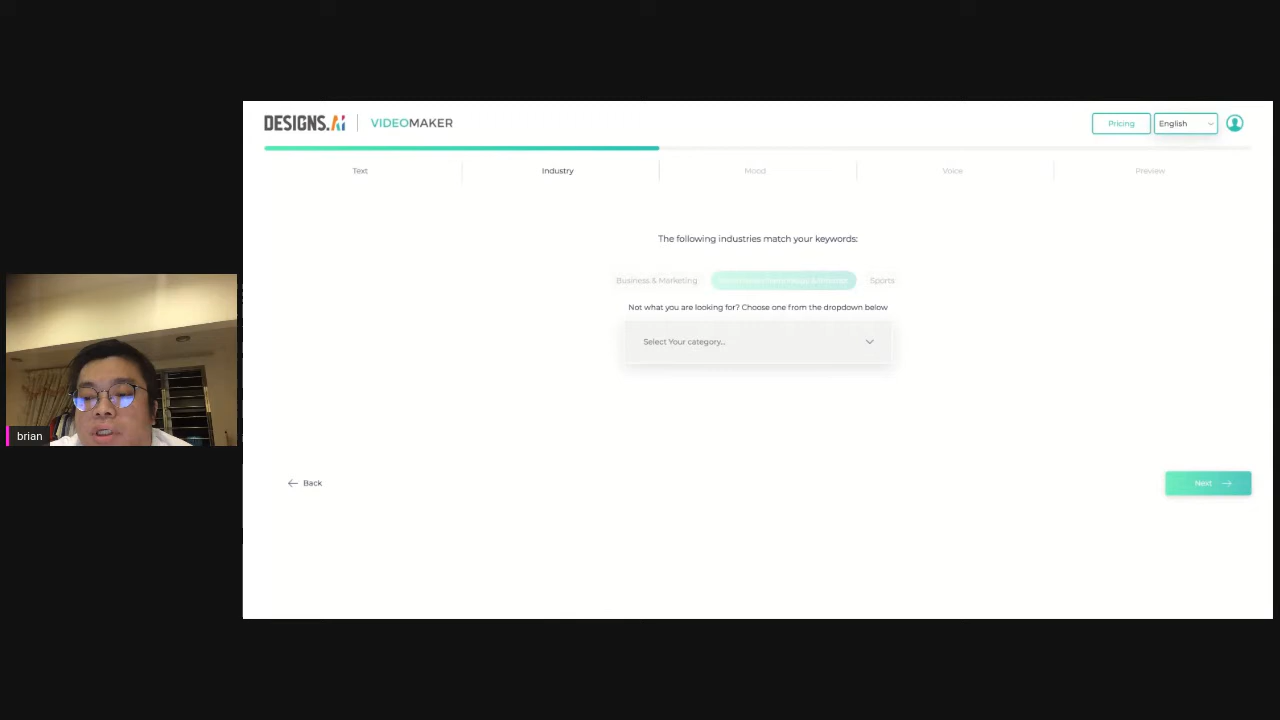 DESIGNS.AI VIDEOMAKER
Pricing English
Text Industry Mood Voice Preview
The following industries match your keywords:
Business & Marketing Sports
Not what you are looking for? Choose one from the dropdown below
Select Your category...
Back Next
brian